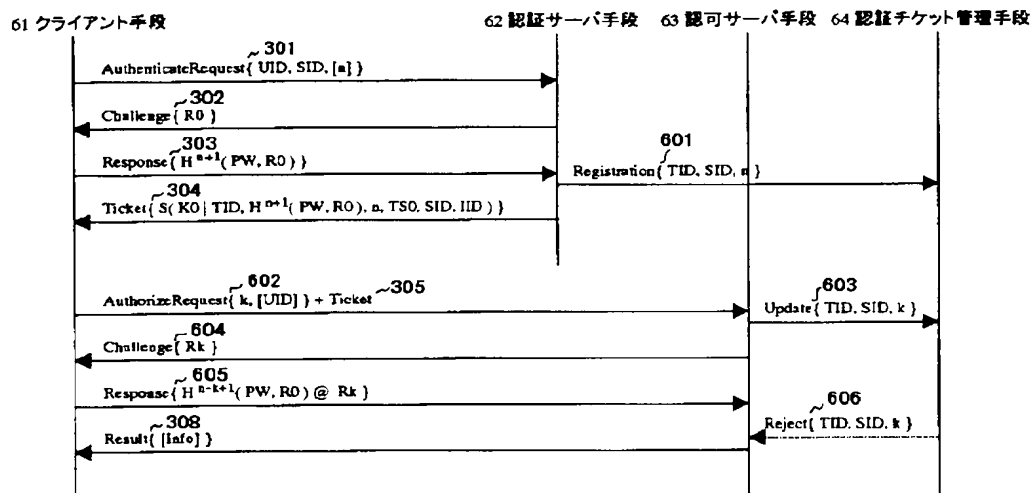 61 クライアント手段
62 認証サーバ手段
63 認可サーバ手段
64 認証チケット管理手段
301
AuthenticateRequest{ UID, SID, [n] }
302
Challenge{ R0 }
303
Response{ H^n+1( PW, R0) }
601
Registration{ TID, SID, n }
304
Ticket{ S( K0 | TID, H^n+1( PW, R0), n, TS0, SID, IID ) }
602
AuthorizeRequest{ k, [UID] } + Ticket
305
603
Update{ TID, SID, k }
604
Challenge{ Rk }
605
Response{ H^n-k+1( PW, R0) @ Rk }
606
Reject{ TID, SID, k }
308
Result{ [Info] }